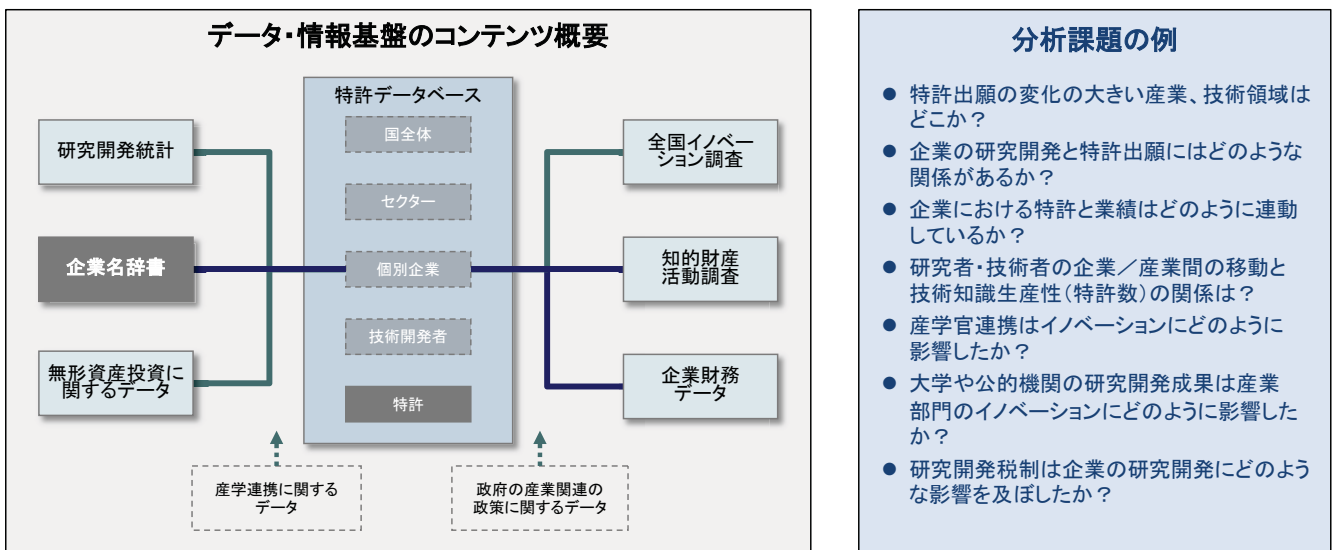 データ・情報基盤のコンテンツ概要
特許データベース
国全体
セクター
個別企業
技術開発者
特許
研究開発統計
企業名辞書
無形資産投資に
関するデータ
全国イノベー
ション調査
知的財産
活動調査
企業財務
データ
産学連携に関する
データ
政府の産業関連の
政策に関するデータ
分析課題の例
● 特許出願の変化の大きい産業、技術領域は
どこか？
● 企業の研究開発と特許出願にはどのような
関係があるか？
● 企業における特許と業績はどのように連動
しているか？
● 研究者・技術者の企業／産業間の移動と
技術知識生産性（特許数）の関係は？
● 産学官連携はイノベーションにどのように
影響したか？
● 大学や公的機関の研究開発成果は産業
部門のイノベーションにどのように影響した
か？
● 研究開発税制は企業の研究開発にどのよう
な影響を及ぼしたか？